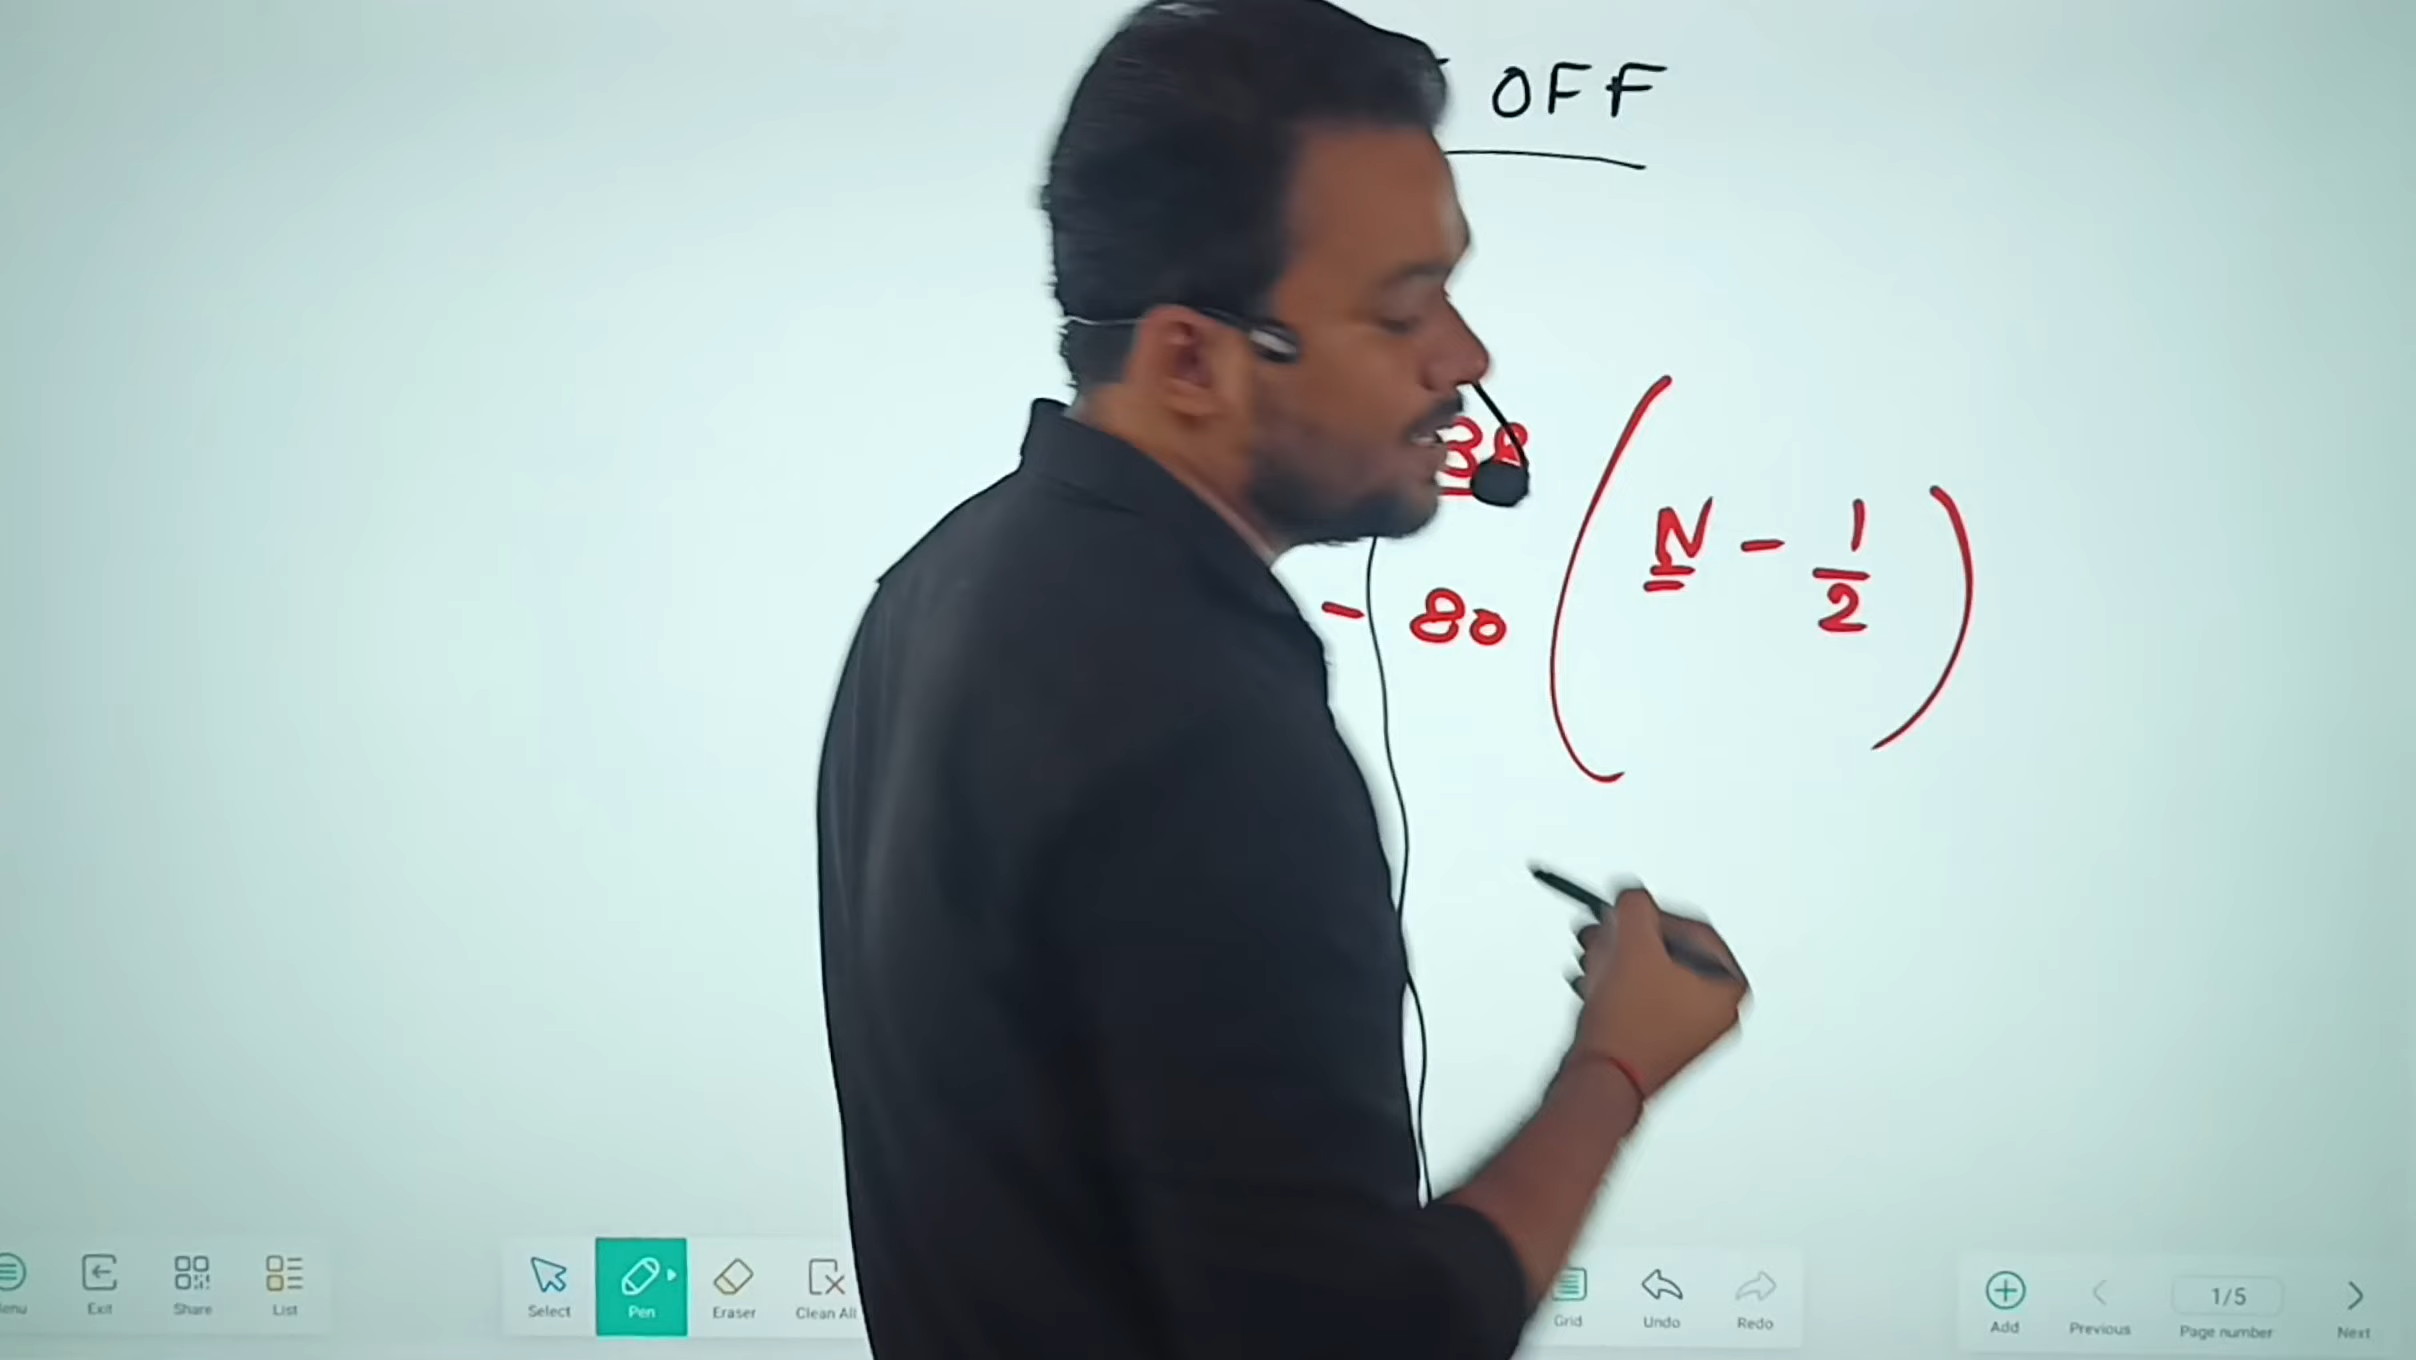 OFF
N - 1/2
- 80
Exit
Share
List
Select
Pen
Eraser
Clean All
Grid
Undo
Redo
Add
Previous
1/5
Page number
Next